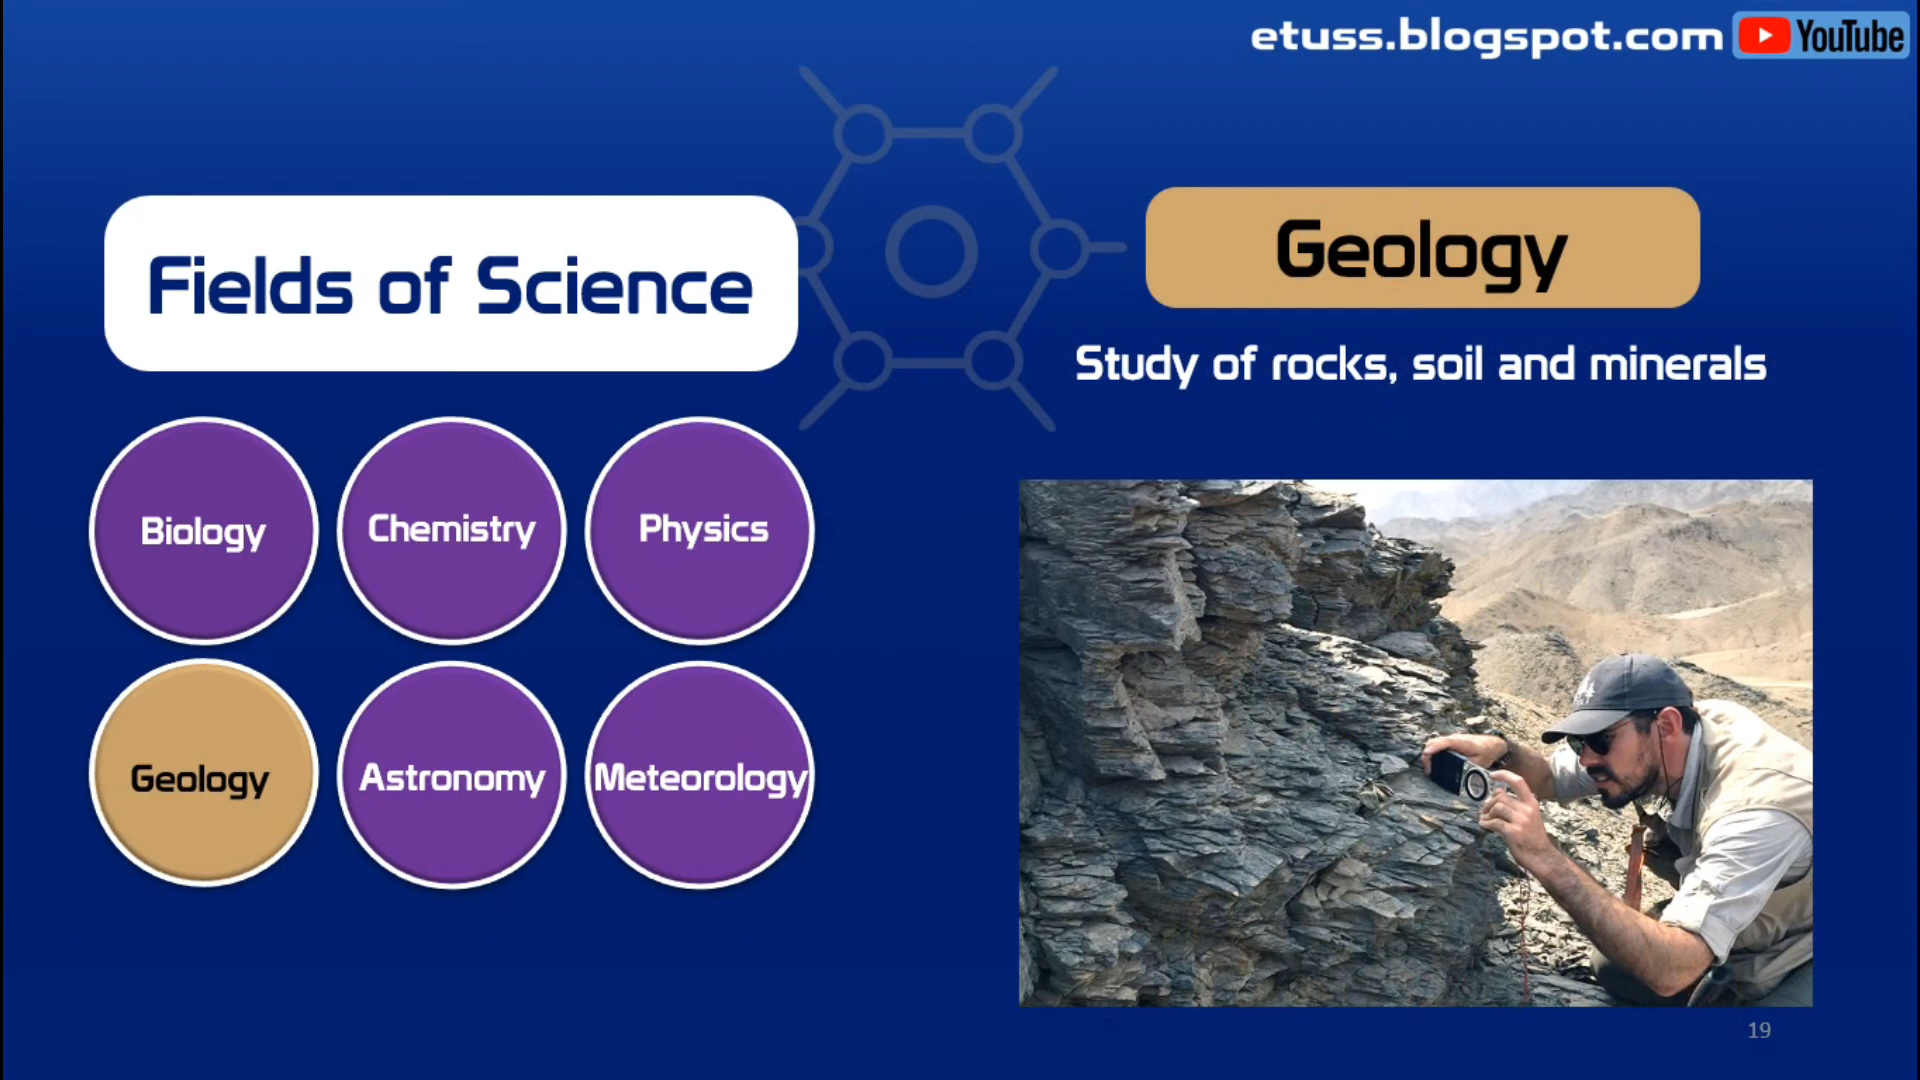 etuss.blogspot.com YouTube
Fields of Science
Geology
Study of rocks, soil and minerals
Biology
Chemistry
Physics
Geology
Astronomy
Meteorology
19